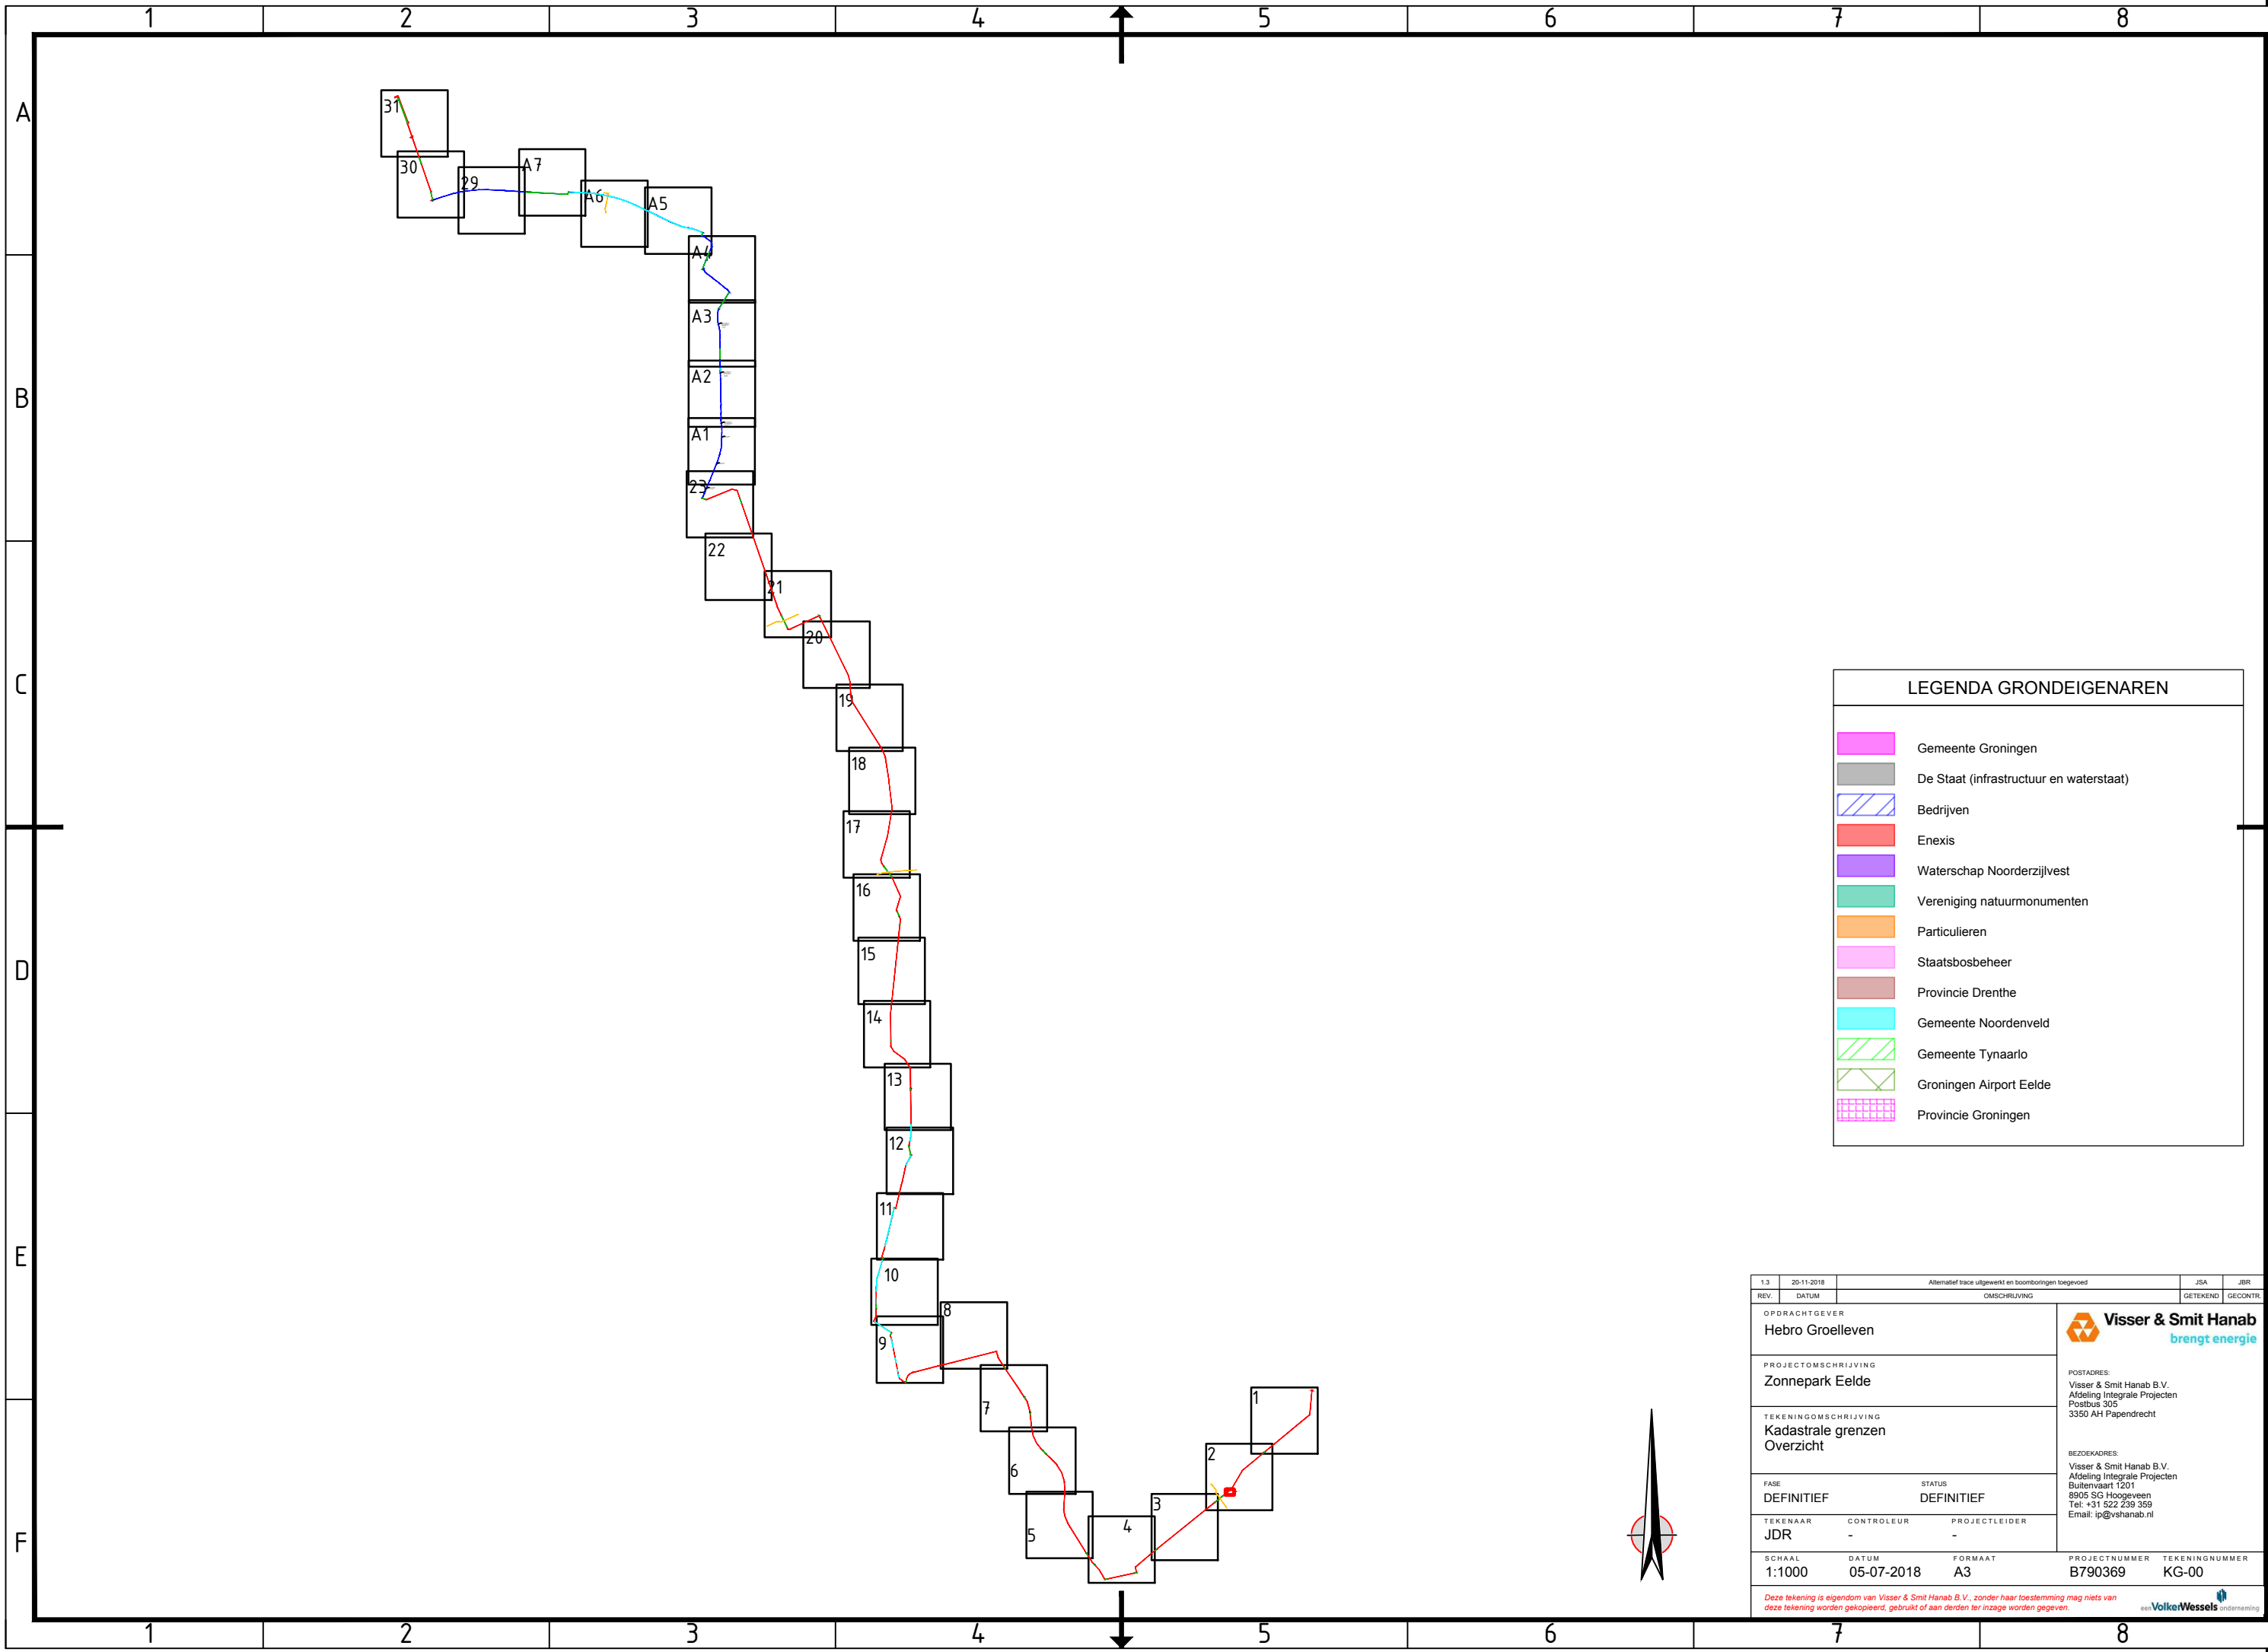 1 2 3 4 5 6 7 8
A
31
30
29
A7
A6
A5
A4
A3
B
A2
A1
23
22
21
20
C
19
18
17
16
D
15
14
13
12
11
E
10
9
8
7
6
5
4
3
2
1
F
LEGENDA GRONDEIGENAREN
Gemeente Groningen
De Staat (infrastructuur en waterstaat)
Bedrijven
Enexis
Waterschap Noorderzijlvest
Vereniging natuurmonumenten
Particulieren
Staatsbosbeheer
Provincie Drenthe
Gemeente Noordenveld
Gemeente Tynaarlo
Groningen Airport Eelde
Provincie Groningen
1.3 20-11-2018 Alternatief trace uitgewerkt en boomboringen toegevoed JSA JBR
REV. DATUM OMSCHRIJVING GETEKEND GECONTR.
OPDRACHTGEVER
Hebro Groelleven
PROJECTOMSCHRIJVING
Zonnepark Eelde
TEKENINGOMSCHRIJVING
Kadastrale grenzen
Overzicht
FASE STATUS
DEFINITIEF DEFINITIEF
TEKENAAR CONTROLEUR PROJECTLEIDER
JDR - -
SCHAAL DATUM FORMAAT
1:1000 05-07-2018 A3
Visser & Smit Hanab
brengt energie
POSTADRES:
Visser & Smit Hanab B.V.
Afdeling Integrale Projecten
Postbus 305
3350 AH Papendrecht
BEZOEKADRES:
Visser & Smit Hanab B.V.
Afdeling Integrale Projecten
Buitenvaart 1201
8905 SG Hoogeveen
Tel: +31 522 239 359
Email: ip@vshanab.nl
PROJECTNUMMER TEKENINGNUMMER
B790369 KG-00
Deze tekening is eigendom van Visser & Smit Hanab B.V., zonder haar toestemming mag niets van
deze tekening worden gekopieerd, gebruikt of aan derden ter inzage worden gegeven.
een VolkerWessels onderneming
1 2 3 4 5 6 7 8